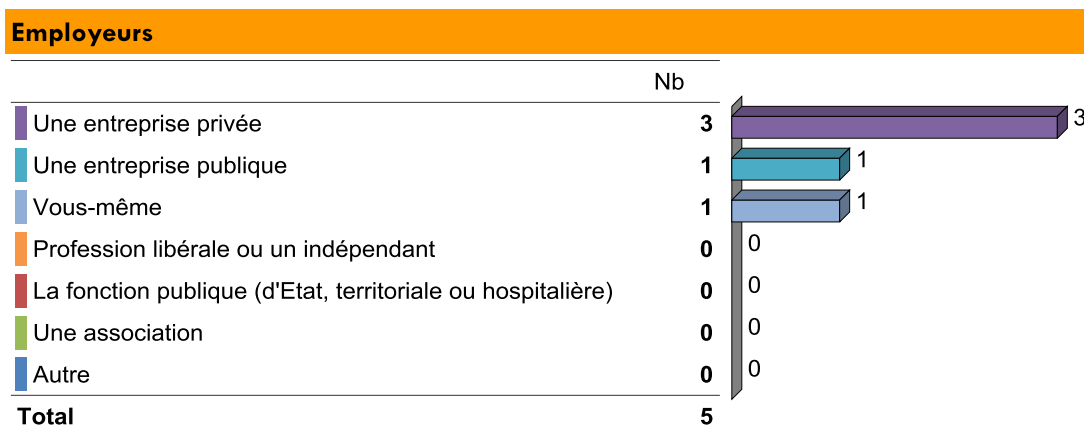 Employeurs
Nb
Une entreprise privée 3 3
Une entreprise publique 1 1
Vous-même 1 1
Profession libérale ou un indépendant 0 0
La fonction publique (d'Etat, territoriale ou hospitalière) 0 0
Une association 0 0
Autre 0 0
Total 5